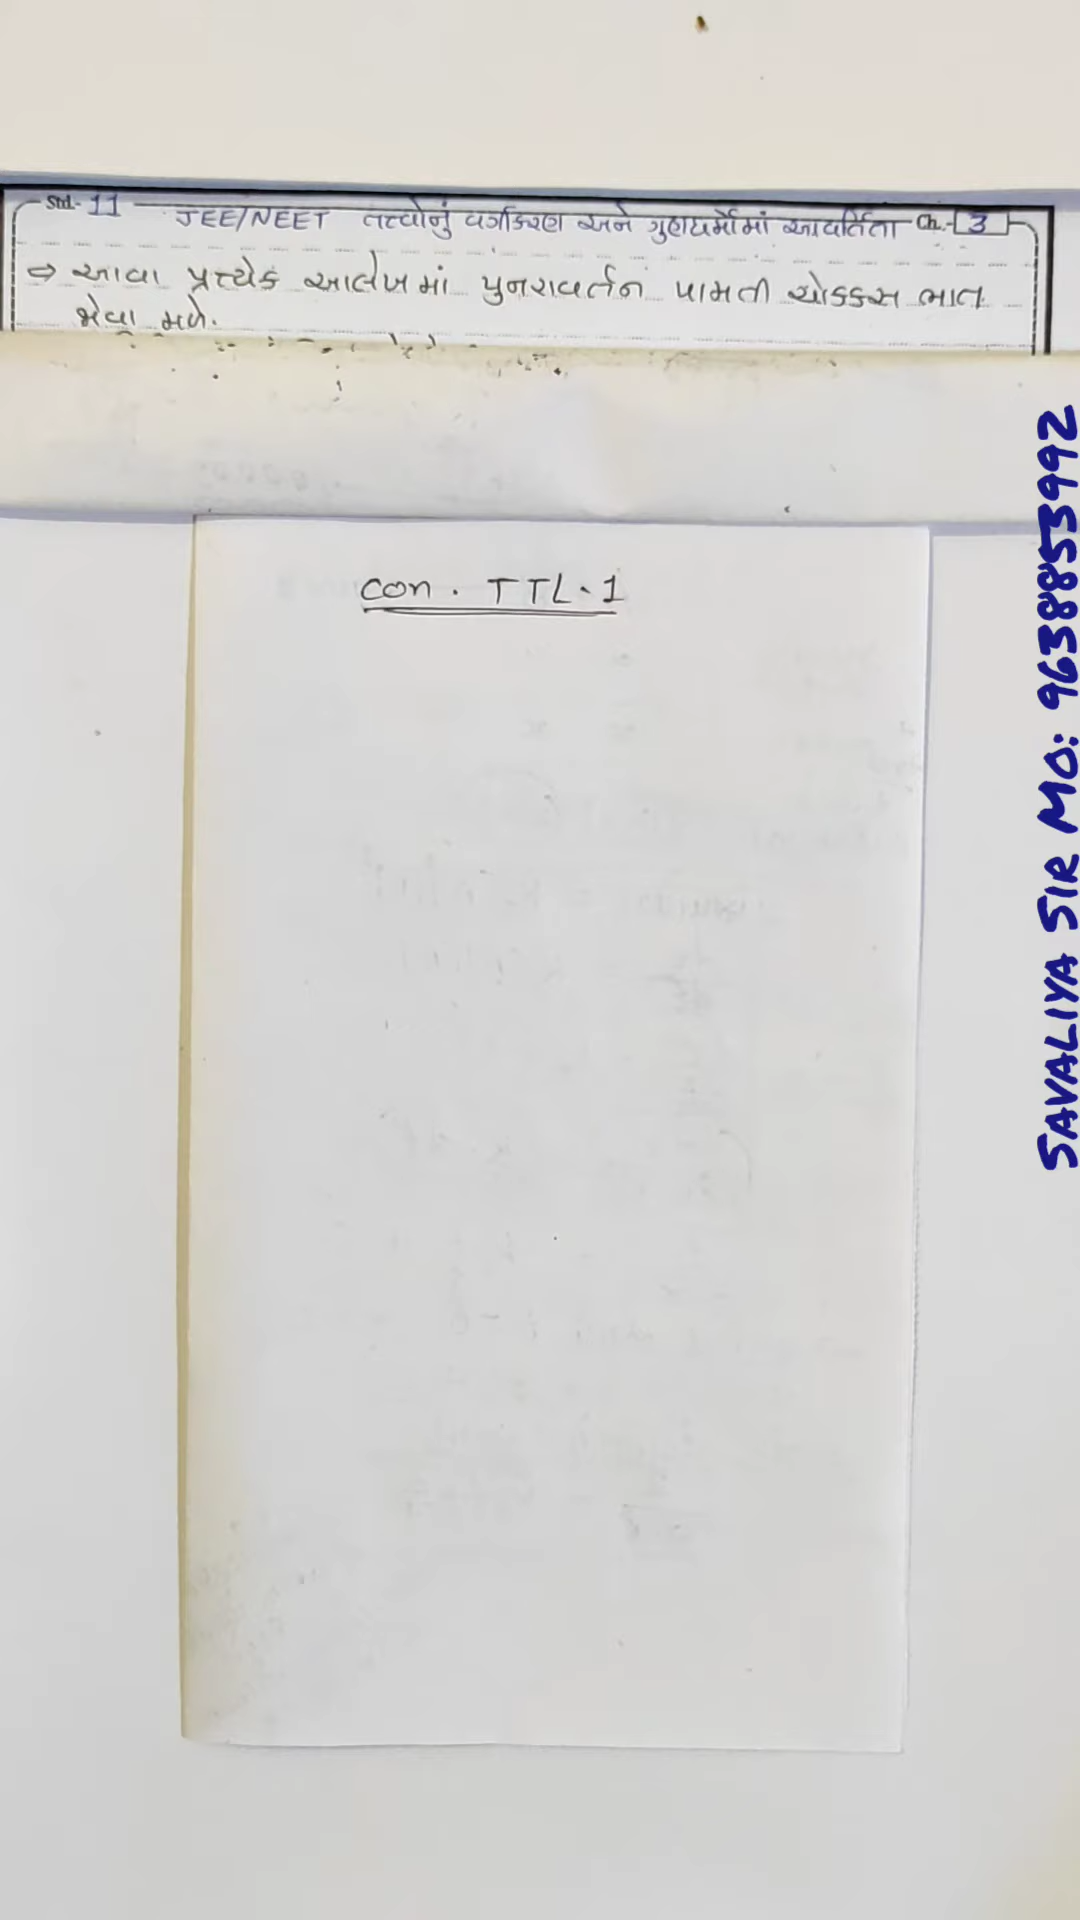 Std.- 11 JEE/NEET તત્ત્વોનું વર્ગીકરણ અને ગુણધર્મોમાં આવર્તિતા Ch.- 3
⇨ આવા પ્રત્યેક આલેખમાં પુનરાવર્તન પામતી ચોક્કસ ભાત
જોવા મળે.
con. TTL-1
SAVALIYA SIR MO: 9638853992